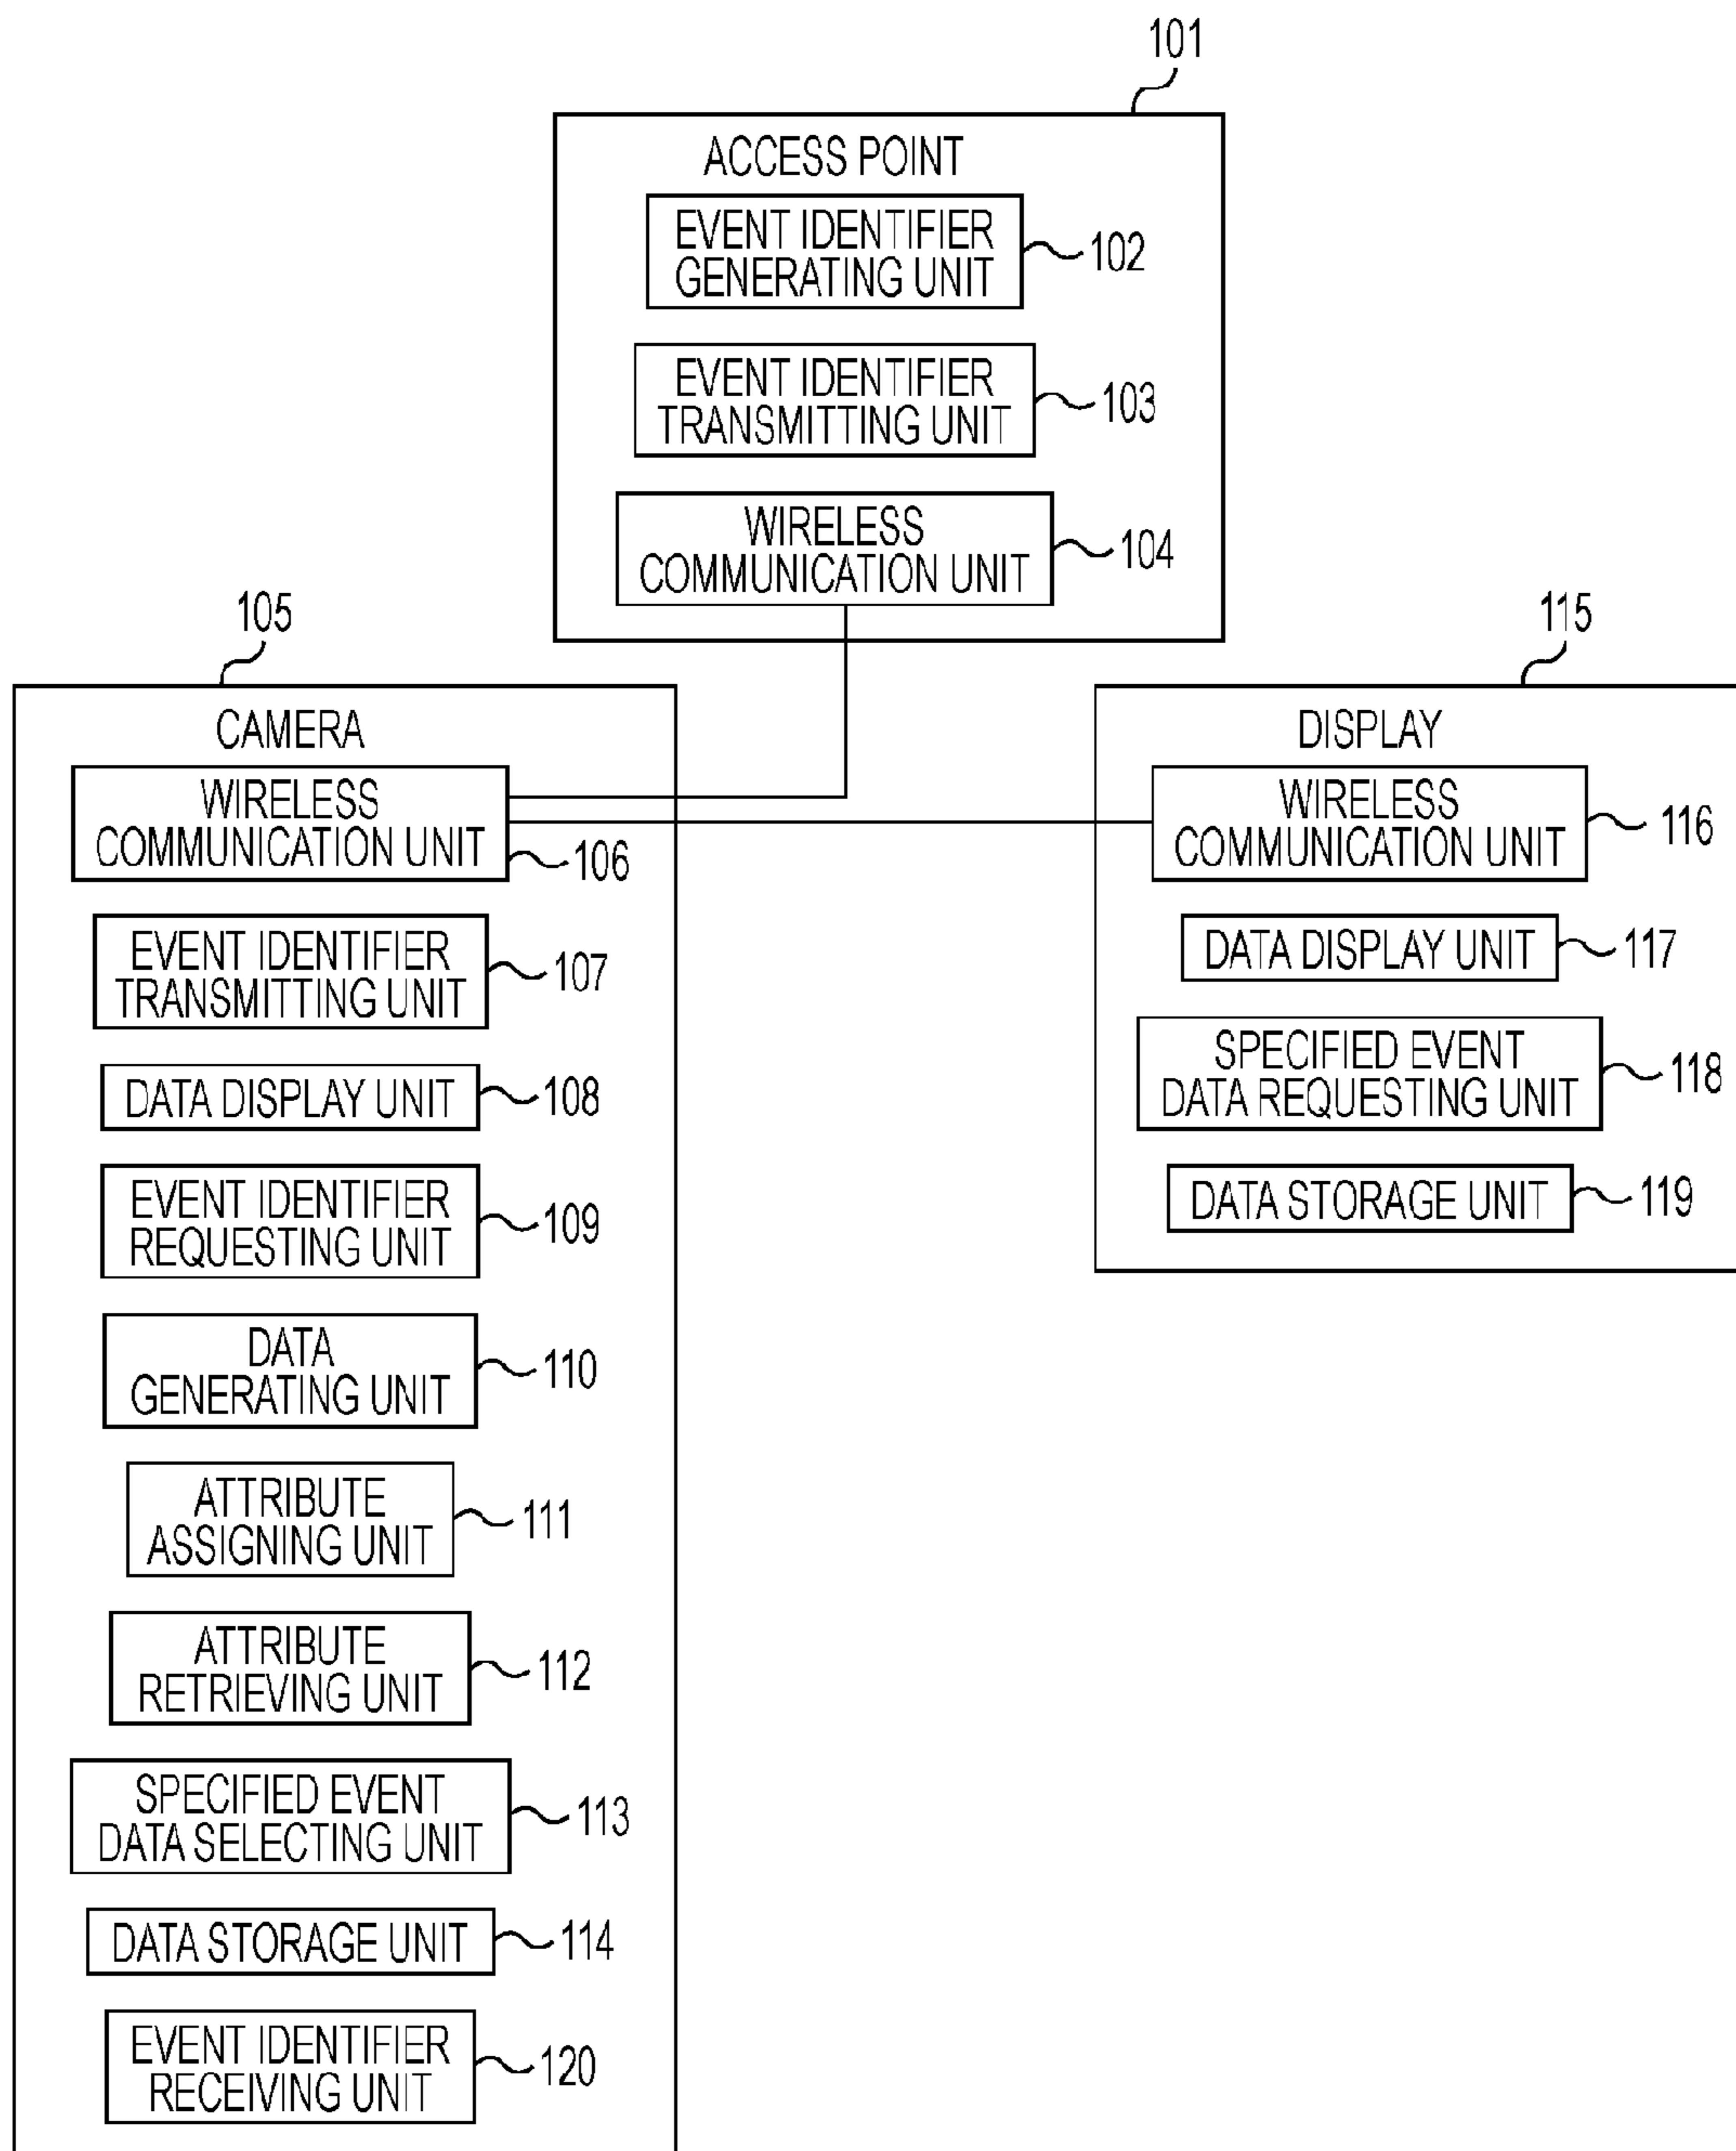 101
ACCESS POINT
EVENT IDENTIFIER
GENERATING UNIT
102
EVENT IDENTIFIER
TRANSMITTING UNIT
103
WIRELESS
COMMUNICATION UNIT
104
105
CAMERA
WIRELESS
COMMUNICATION UNIT
106
EVENT IDENTIFIER
TRANSMITTING UNIT
107
DATA DISPLAY UNIT
108
EVENT IDENTIFIER
REQUESTING UNIT
109
DATA
GENERATING UNIT
110
ATTRIBUTE
ASSIGNING UNIT
111
ATTRIBUTE
RETRIEVING UNIT
112
SPECIFIED EVENT
DATA SELECTING UNIT
113
DATA STORAGE UNIT
114
EVENT IDENTIFIER
RECEIVING UNIT
120
115
DISPLAY
WIRELESS
COMMUNICATION UNIT
116
DATA DISPLAY UNIT
117
SPECIFIED EVENT
DATA REQUESTING UNIT
118
DATA STORAGE UNIT
119